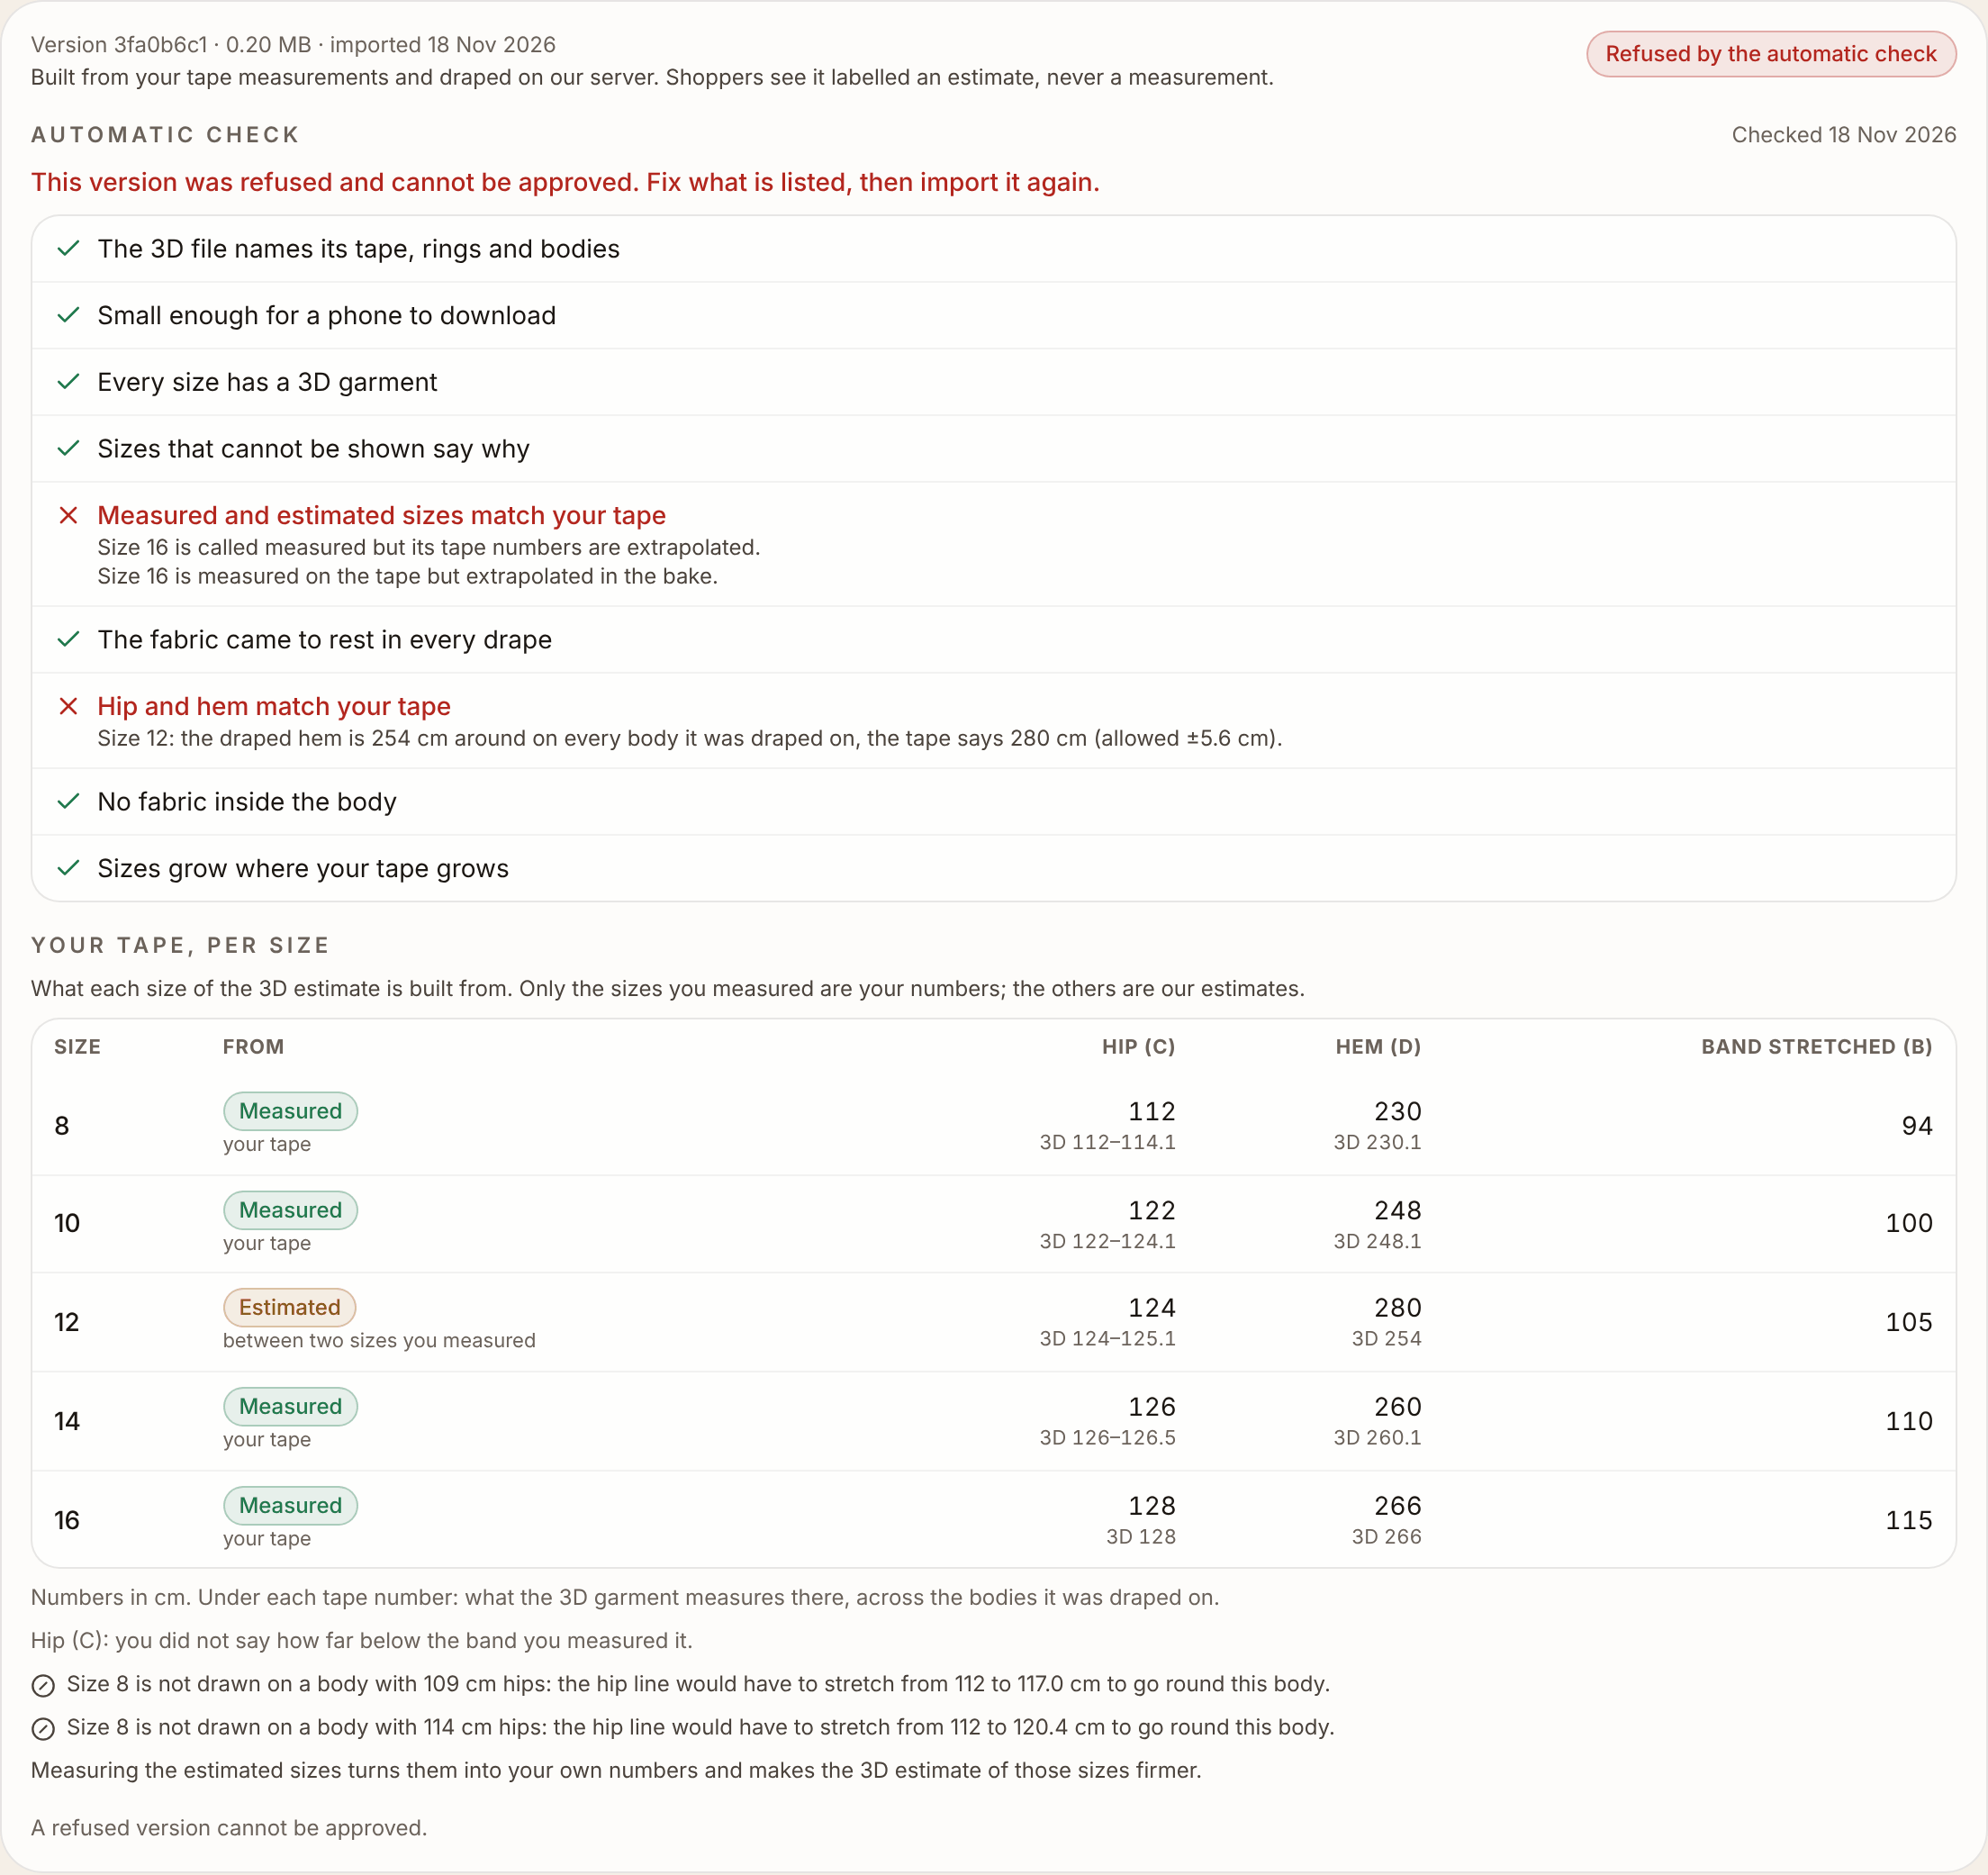 Version 3fa0b6c1 · 0.20 MB · imported 18 Nov 2026
Refused by the automatic check
Built from your tape measurements and draped on our server. Shoppers see it labelled an estimate, never a measurement.
AUTOMATIC CHECK
Checked 18 Nov 2026
This version was refused and cannot be approved. Fix what is listed, then import it again.
The 3D file names its tape, rings and bodies
Small enough for a phone to download
Every size has a 3D garment
Sizes that cannot be shown say why
Measured and estimated sizes match your tape
Size 16 is called measured but its tape numbers are extrapolated.
Size 16 is measured on the tape but extrapolated in the bake.
The fabric came to rest in every drape
Hip and hem match your tape
Size 12: the draped hem is 254 cm around on every body it was draped on, the tape says 280 cm (allowed ±5.6 cm).
No fabric inside the body
Sizes grow where your tape grows
YOUR TAPE, PER SIZE
What each size of the 3D estimate is built from. Only the sizes you measured are your numbers; the others are our estimates.
SIZE FROM HIP (C) HEM (D) BAND STRETCHED (B)
8 Measured 112 230 94
your tape 3D 112–114.1 3D 230.1
10 Measured 122 248 100
your tape 3D 122–124.1 3D 248.1
12 Estimated 124 280 105
between two sizes you measured 3D 124–125.1 3D 254
14 Measured 126 260 110
your tape 3D 126–126.5 3D 260.1
16 Measured 128 266 115
your tape 3D 128 3D 266
Numbers in cm. Under each tape number: what the 3D garment measures there, across the bodies it was draped on.
Hip (C): you did not say how far below the band you measured it.
Size 8 is not drawn on a body with 109 cm hips: the hip line would have to stretch from 112 to 117.0 cm to go round this body.
Size 8 is not drawn on a body with 114 cm hips: the hip line would have to stretch from 112 to 120.4 cm to go round this body.
Measuring the estimated sizes turns them into your own numbers and makes the 3D estimate of those sizes firmer.
A refused version cannot be approved.